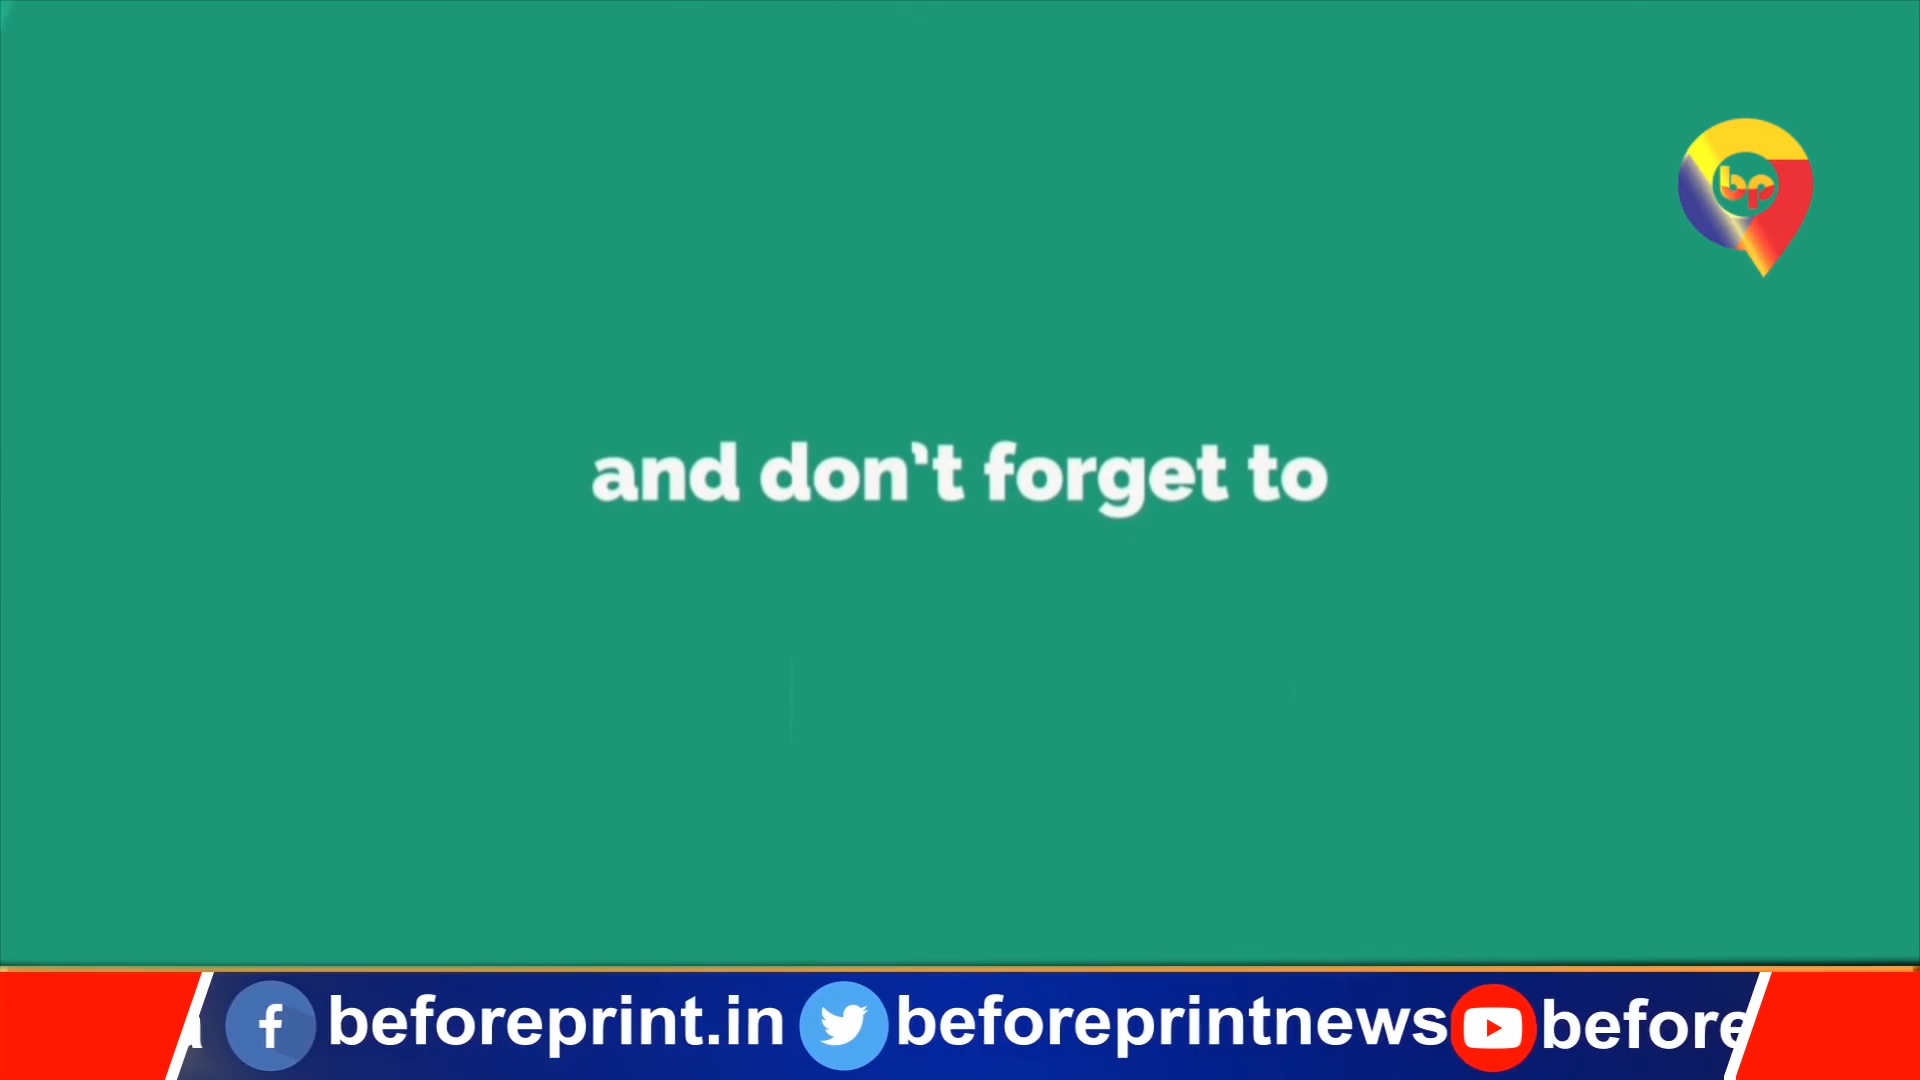 bp
and don't forget to
beforeprint.in beforeprintnews before